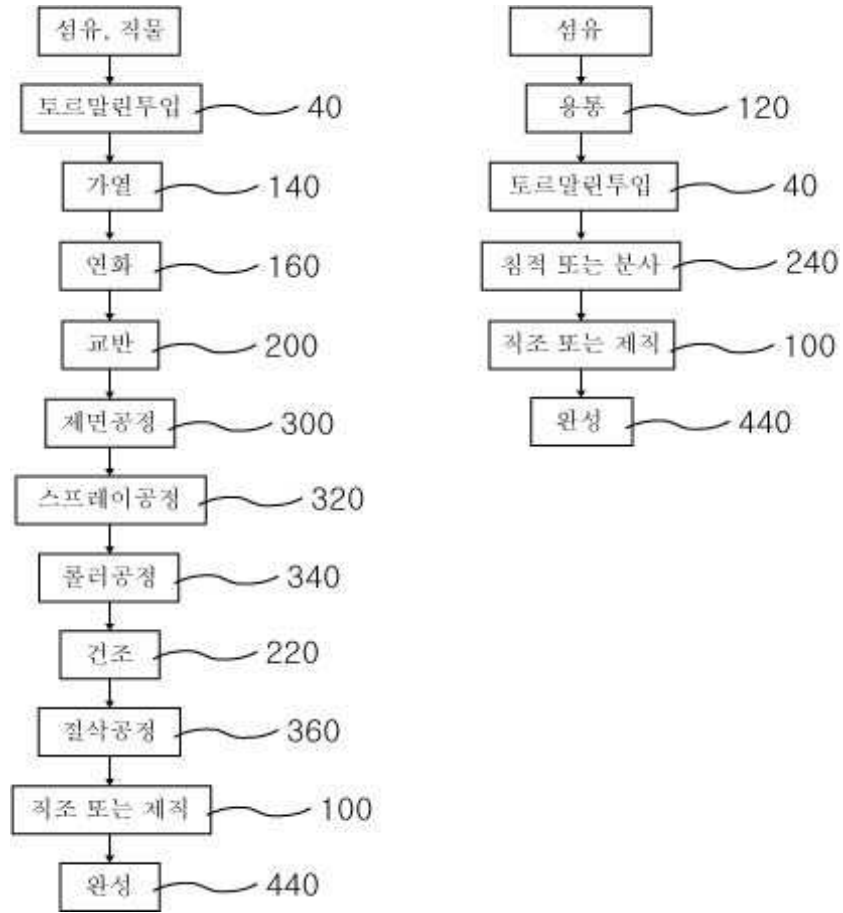 섬유, 직물
토르말린투입 40
가열 140
연화 160
교반 200
제면공정 300
스프레이공정 320
롤러공정 340
건조 220
절삭공정 360
직조 또는 제직 100
완성 440
섬유
용통 120
토르말린투입 40
침적 또는 분사 240
직조 또는 제직 100
완성 440